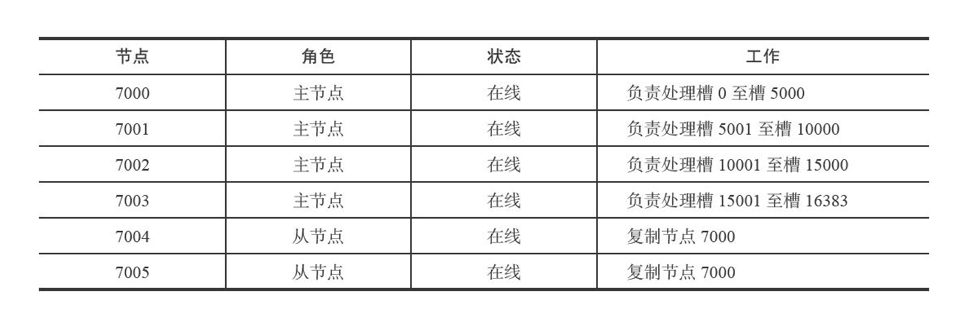 节点 角色 状态 工作
7000 主节点 在线 负责处理槽 0 至槽 5000
7001 主节点 在线 负责处理槽 5001 至槽 10000
7002 主节点 在线 负责处理槽 10001 至槽 15000
7003 主节点 在线 负责处理槽 15001 至槽 16383
7004 从节点 在线 复制节点 7000
7005 从节点 在线 复制节点 7000